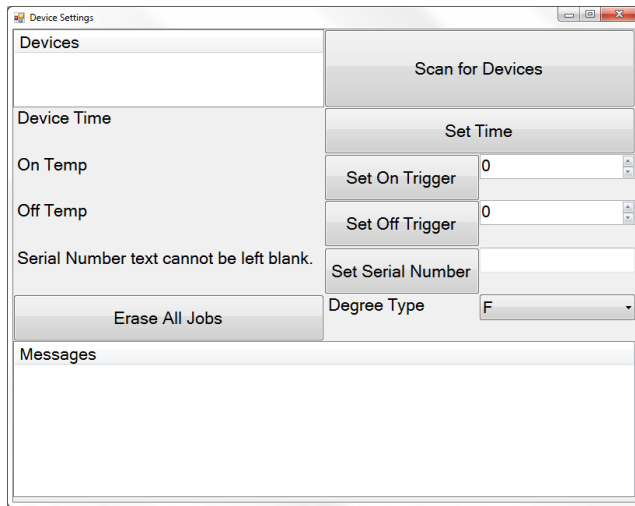 Device Settings
Devices
Scan for Devices
Device Time
Set Time
On Temp
Set On Trigger
0
Off Temp
Set Off Trigger
0
Serial Number text cannot be left blank.
Set Serial Number
Erase All Jobs
Degree Type
F
Messages